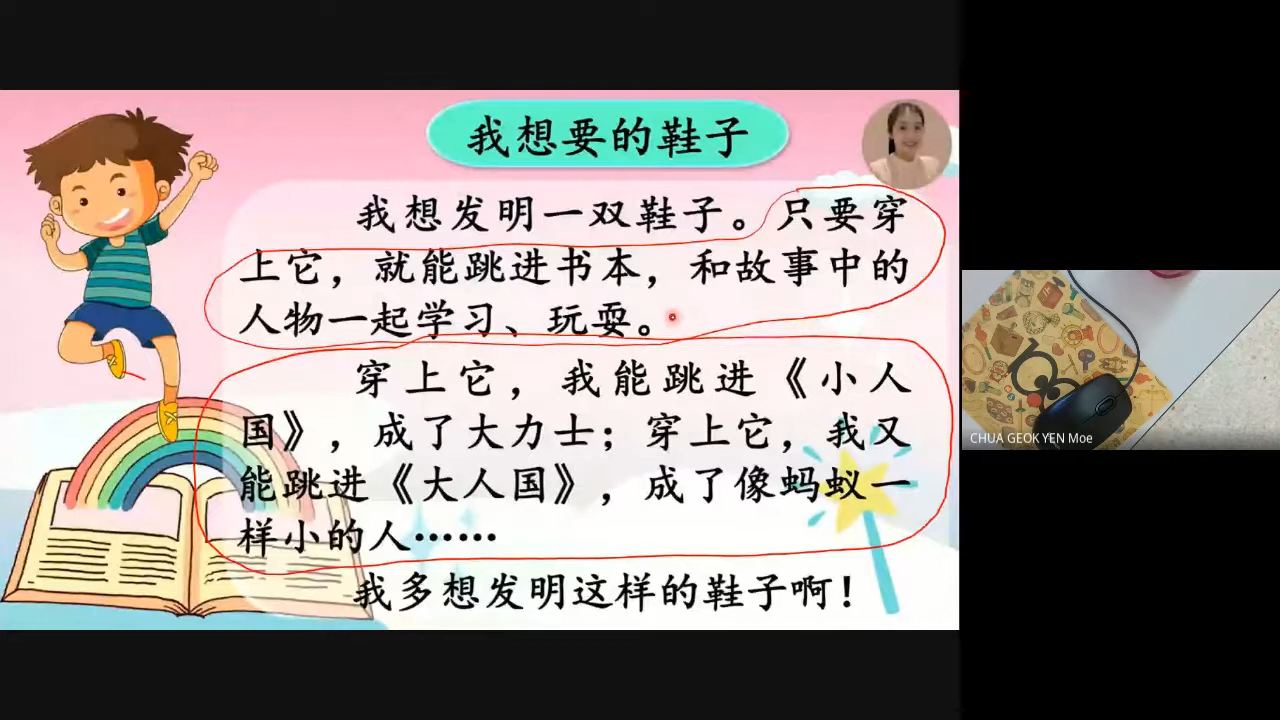 我想要的鞋子
我想发明一双鞋子。只要穿
上它，就能跳进书本，和故事中的
人物一起学习、玩耍。
穿上它，我能跳进《小人
国》，成了大力士；穿上它，我又
能跳进《大人国》，成了像蚂蚁一
样小的人……
我多想发明这样的鞋子啊！
CHUA GEOK YEN Moe